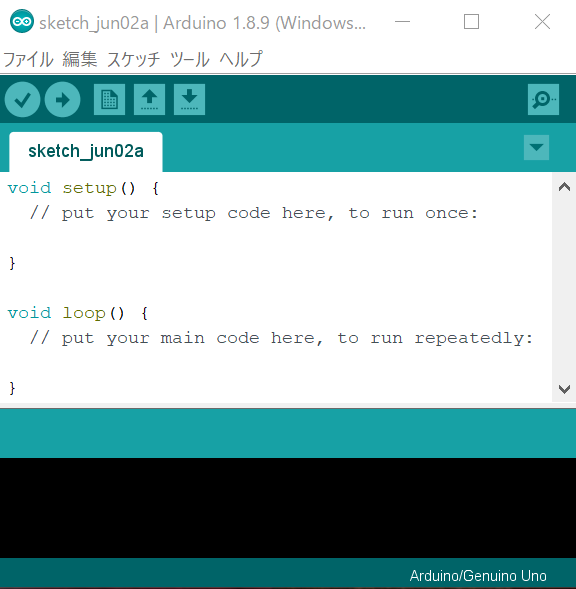 sketch_jun02a | Arduino 1.8.9 (Windows...
ファイル 編集 スケッチ ツール ヘルプ
sketch_jun02a
void setup() {
  // put your setup code here, to run once:
}
void loop() {
  // put your main code here, to run repeatedly:
}
Arduino/Genuino Uno